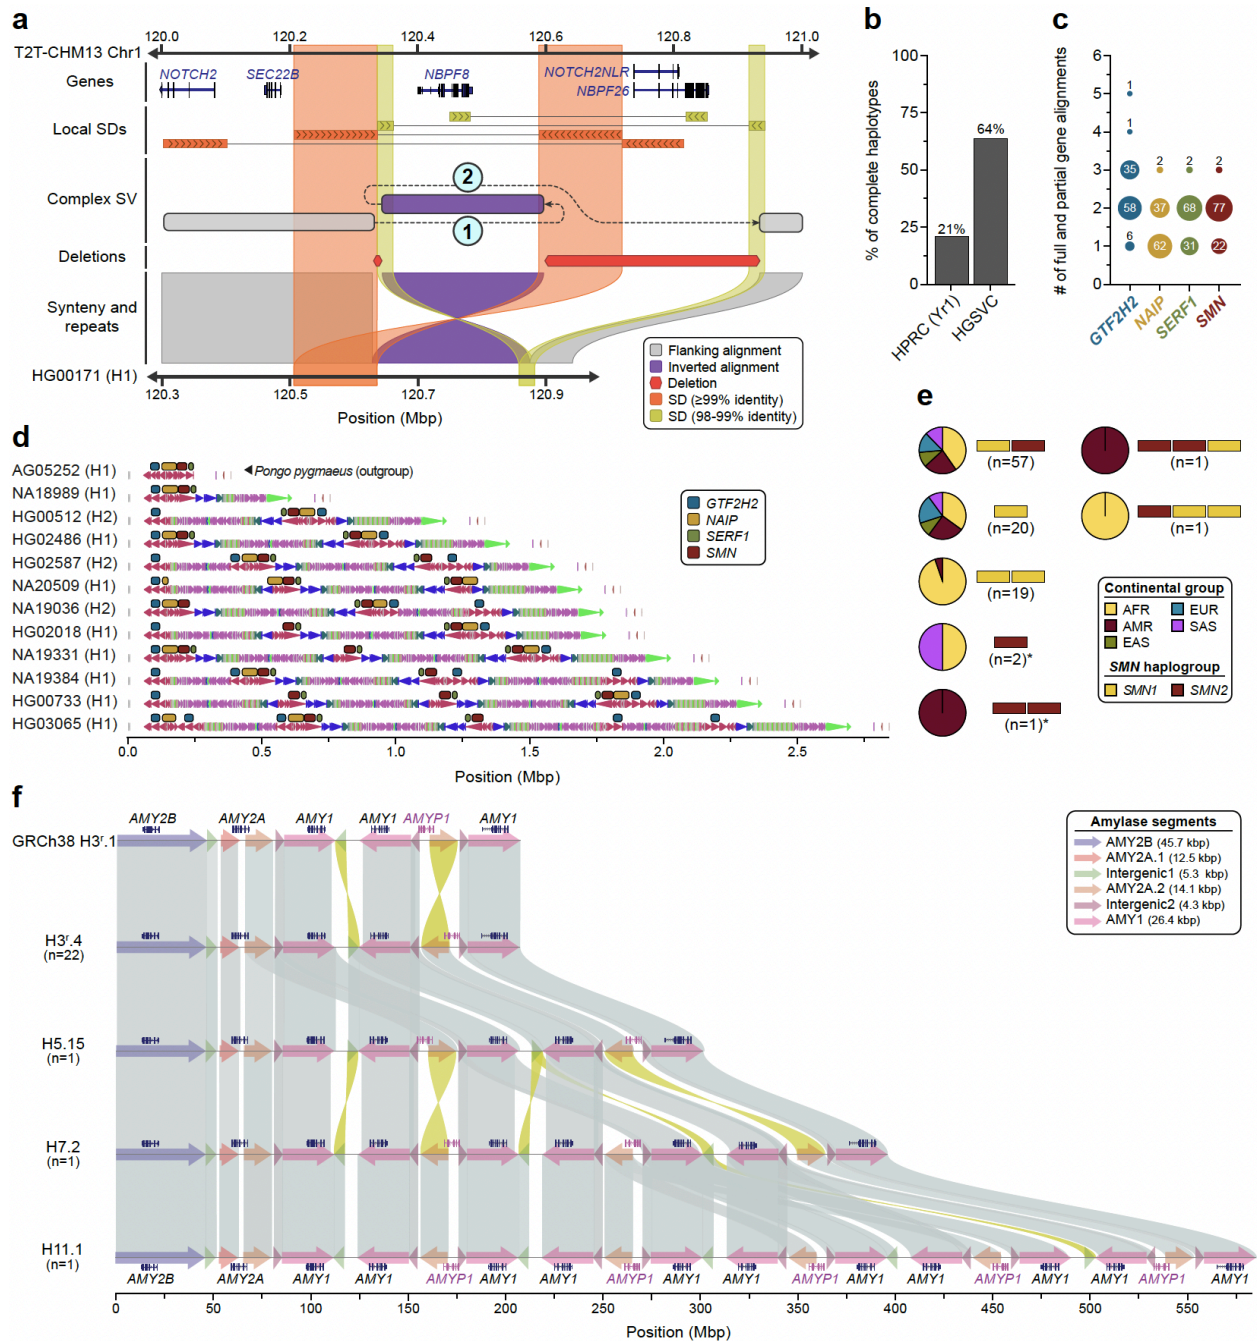 a
120.0 120.2 120.4 120.6 120.8 121.0
T2T-CHM13 Chr1
Genes
NOTCH2 SEC22B NBPF8 NOTCH2NLR
NBPF26
Local SDs
Complex SV
2
1
Deletions
Synteny and
repeats
HG00171 (H1)
120.3 120.5 120.7 120.9
Position (Mbp)
Flanking alignment
Inverted alignment
Deletion
SD (≥99% identity)
SD (98-99% identity)
b
% of complete haplotypes
100
75
50
25
0
21%
64%
HPRC (Yr1)
HGSVC
c
# of full and partial gene alignments
6
5
4
3
2
1
0
1
1
35 2 2 2
58 37 68 77
6 62 31 22
GTF2H2
NAIP
SERF1
SMN
d
AG05252 (H1)
Pongo pygmaeus (outgroup)
NA18989 (H1)
HG00512 (H2)
HG02486 (H1)
HG02587 (H2)
NA20509 (H1)
NA19036 (H2)
HG02018 (H1)
NA19331 (H1)
NA19384 (H1)
HG00733 (H1)
HG03065 (H1)
0.0 0.5 1.0 1.5 2.0 2.5
Position (Mbp)
GTF2H2
NAIP
SERF1
SMN
e
(n=57)
(n=20)
(n=19)
(n=2)*
(n=1)*
(n=1)
(n=1)
Continental group
AFR EUR
AMR SAS
EAS
SMN haplogroup
SMN1 SMN2
f
AMY2B AMY2A AMY1 AMY1 AMYP1 AMY1
GRCh38 H3ʳ.1
H3ʳ.4
(n=22)
H5.15
(n=1)
H7.2
(n=1)
H11.1
(n=1)
AMY2B AMY2A AMY1 AMY1 AMYP1 AMY1 AMYP1 AMY1 AMY1 AMYP1 AMY1 AMY1 AMYP1 AMY1 AMY1 AMYP1 AMY1
0 50 100 150 200 250 300 350 400 450 500 550
Position (Mbp)
Amylase segments
AMY2B (45.7 kbp)
AMY2A.1 (12.5 kbp)
Intergenic1 (5.3 kbp)
AMY2A.2 (14.1 kbp)
Intergenic2 (4.3 kbp)
AMY1 (26.4 kbp)